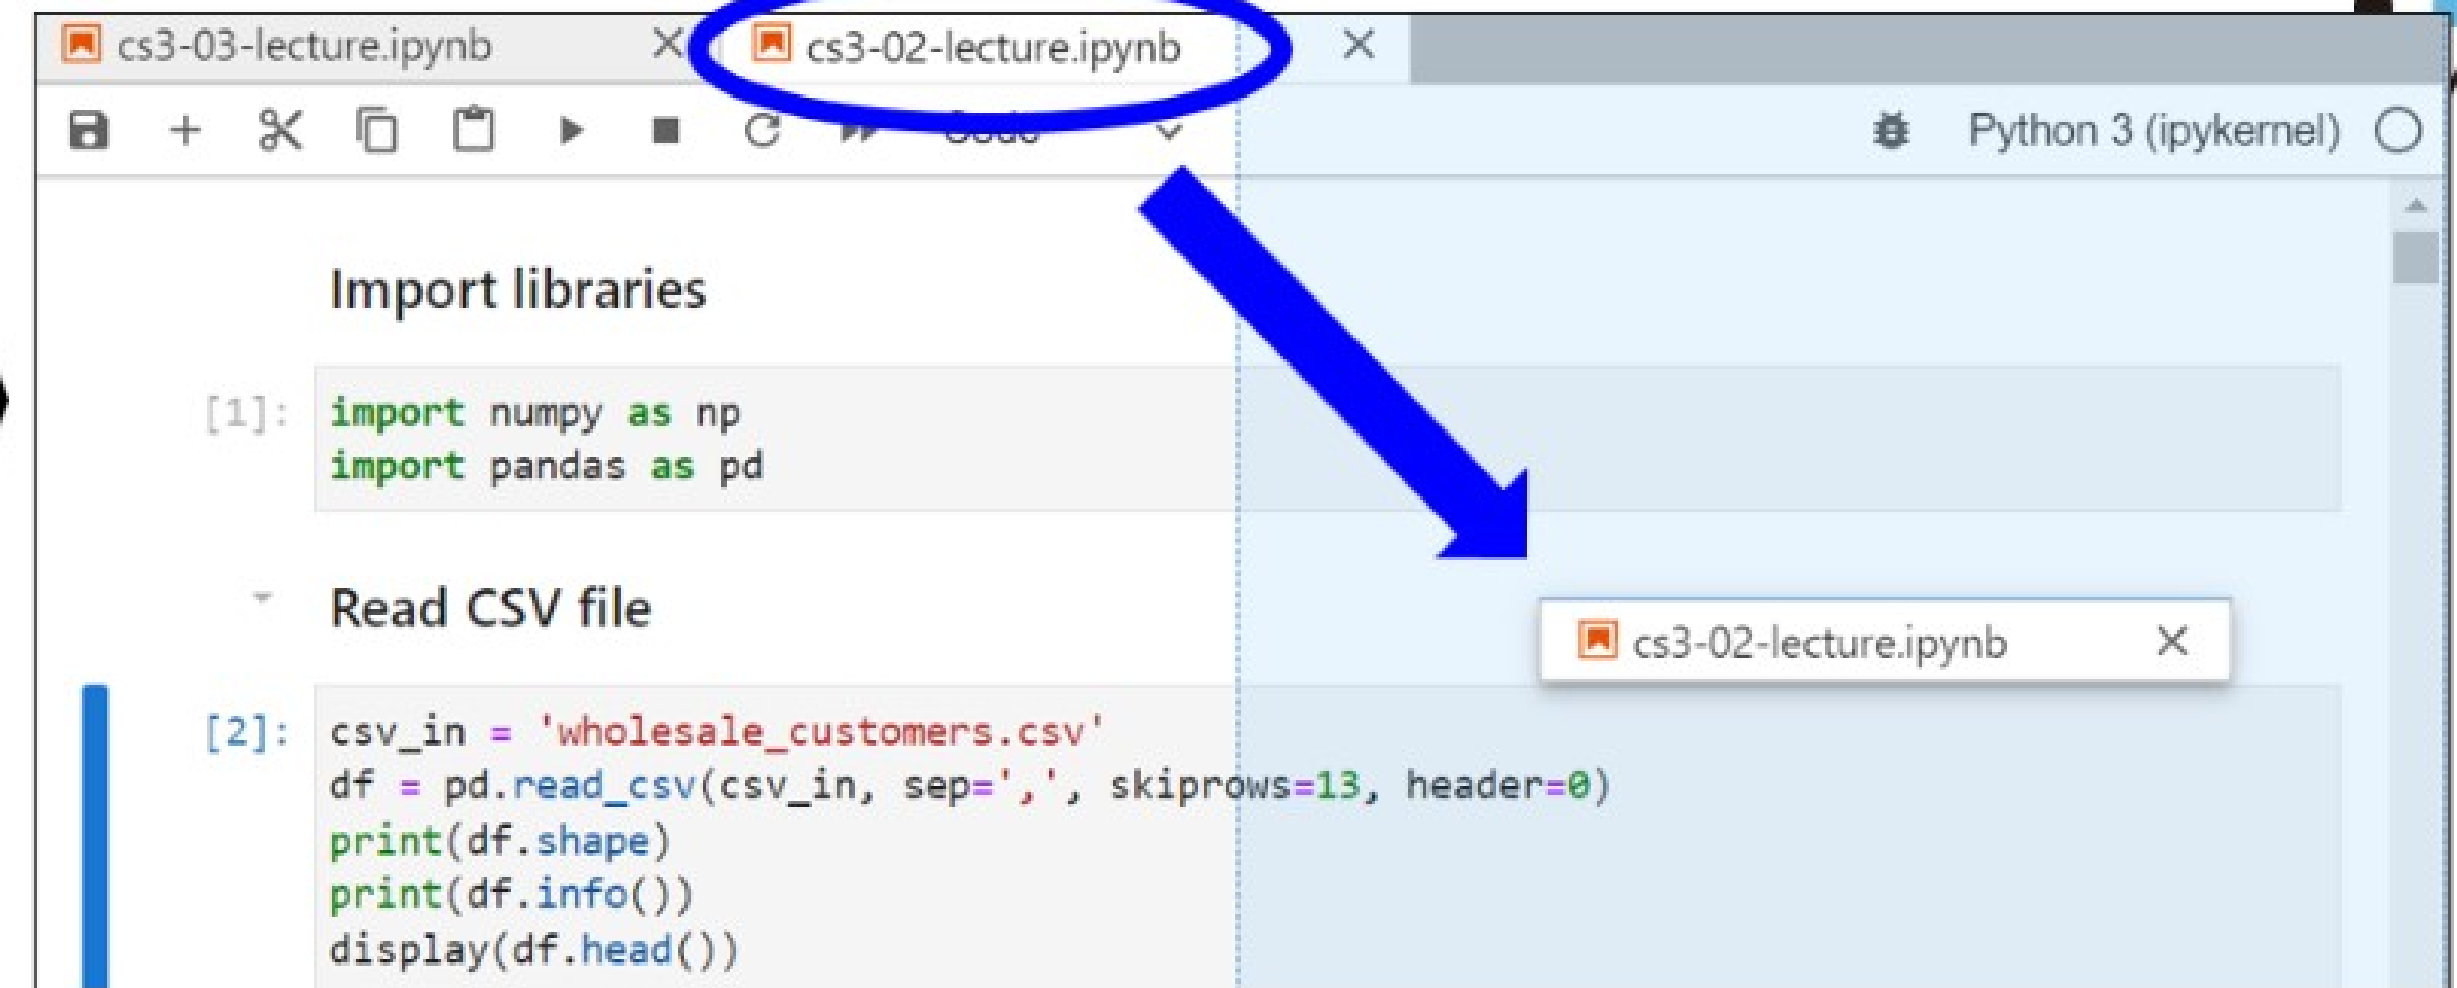 cs3-03-lecture.ipynb
cs3-02-lecture.ipynb
Code
Python 3 (ipykernel)
Import libraries
[1]: import numpy as np
import pandas as pd
Read CSV file
cs3-02-lecture.ipynb
[2]: csv_in = 'wholesale_customers.csv'
df = pd.read_csv(csv_in, sep=',', skiprows=13, header=0)
print(df.shape)
print(df.info())
display(df.head())